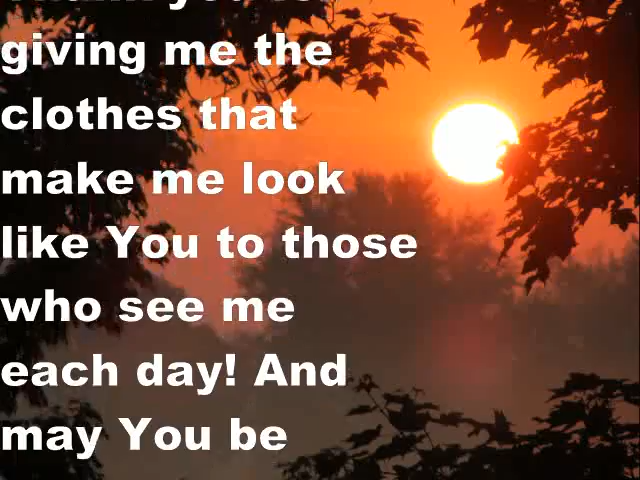 giving me the
clothes that
make me look
like You to those
who see me
each day! And
may You be